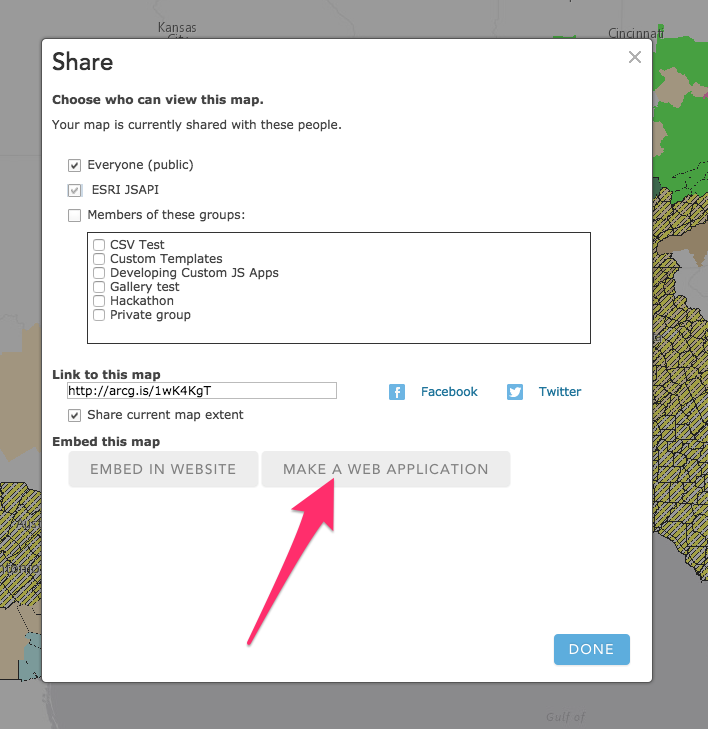 Kansas
City
Cincinnati
Share
Choose who can view this map.
Your map is currently shared with these people.
Everyone (public)
ESRI JSAPI
Members of these groups:
CSV Test
Custom Templates
Developing Custom JS Apps
Gallery test
Hackathon
Private group
Link to this map
http://arcg.is/1wK4KgT
Facebook
Twitter
Share current map extent
Embed this map
EMBED IN WEBSITE
MAKE A WEB APPLICATION
DONE
Gulf of